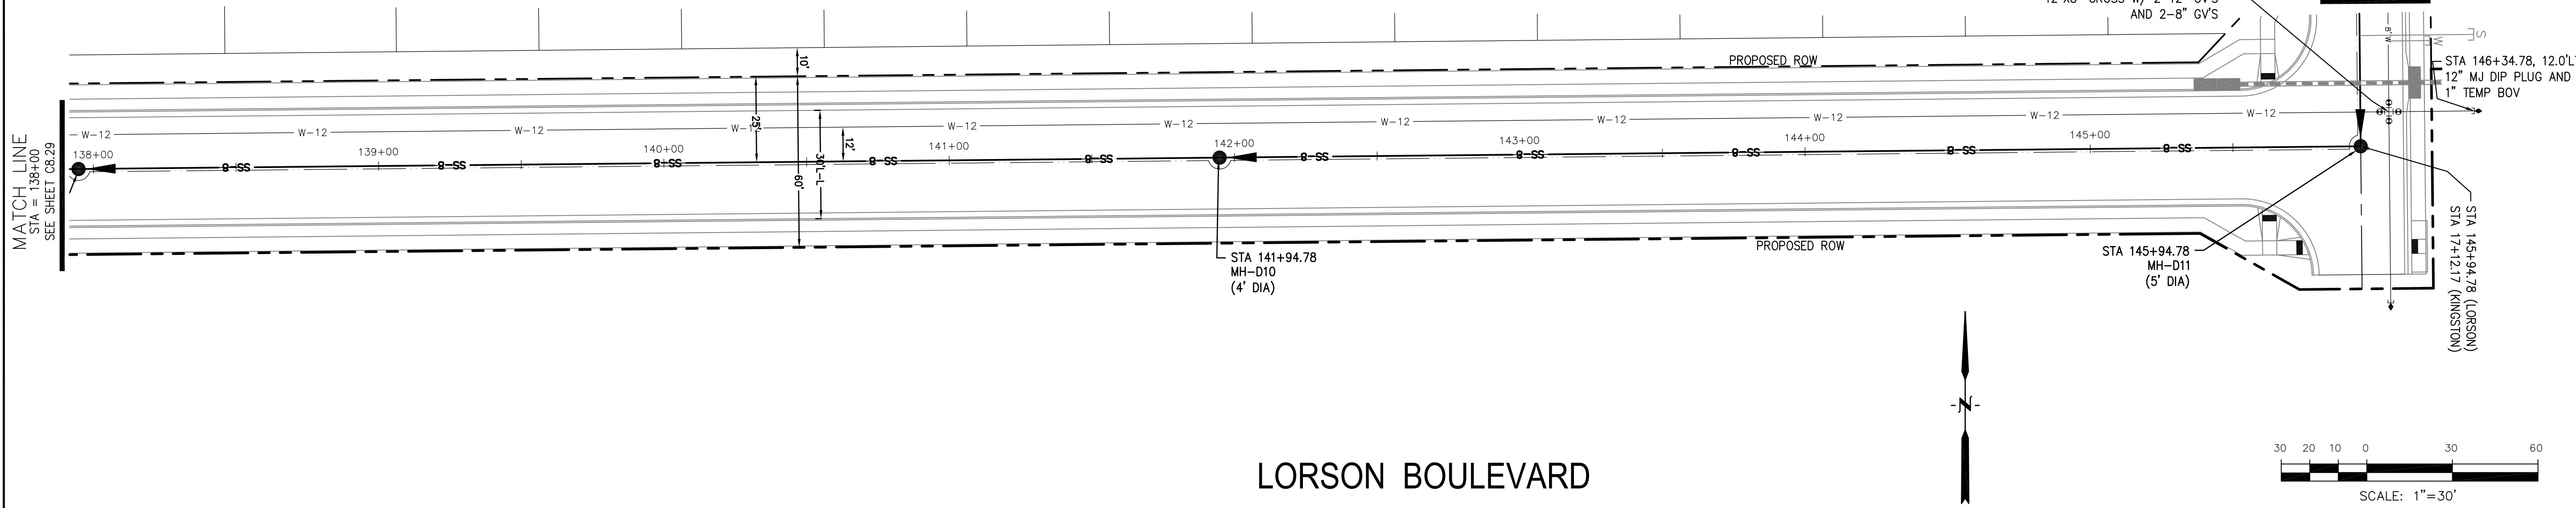 AND 2-8" GV'S
8"W
S
W
PROPOSED ROW
STA 146+34.78, 12.0'LT
12" MJ DIP PLUG AND
1" TEMP BOV
10'
25'
30'L-L
60'
12'
MATCH LINE
STA = 138+00
SEE SHEET C8.29
W-12
W-12
W-12
W-12
W-12
W-12
W-12
W-12
W-12
W-12
W-12
138+00
139+00
140+00
141+00
142+00
143+00
144+00
145+00
8-SS
8-SS
8-SS
8-SS
8-SS
8-SS
8-SS
8-SS
8-SS
8-SS
PROPOSED ROW
STA 141+94.78
MH-D10
(4' DIA)
STA 145+94.78
MH-D11
(5' DIA)
STA 145+94.78 (LORSON)
STA 17+12.17 (KINGSTON)
N
LORSON BOULEVARD
30 20 10 0 30 60
SCALE: 1"=30'